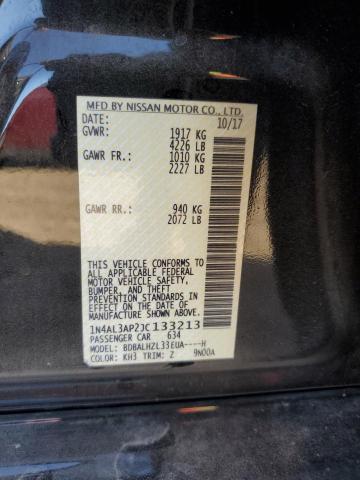 MFD BY NISSAN MOTOR CO., LTD.
DATE: 10/17
GVWR: 1917 KG
4226 LB
GAWR FR.: 1010 KG
2227 LB
GAWR RR.: 940 KG
2072 LB
THIS VEHICLE CONFORMS TO
ALL APPLICABLE FEDERAL
MOTOR VEHICLE SAFETY,
BUMPER, AND THEFT
PREVENTION STANDARDS IN
EFFECT ON THE DATE OF
MANUFACTURE SHOWN ABOVE.
1N4AL3AP2JC133213
PASSENGER CAR 634
MODEL: BDBALHZL33EUA----H
COLOR: KH3 TRIM: Z 9N00A